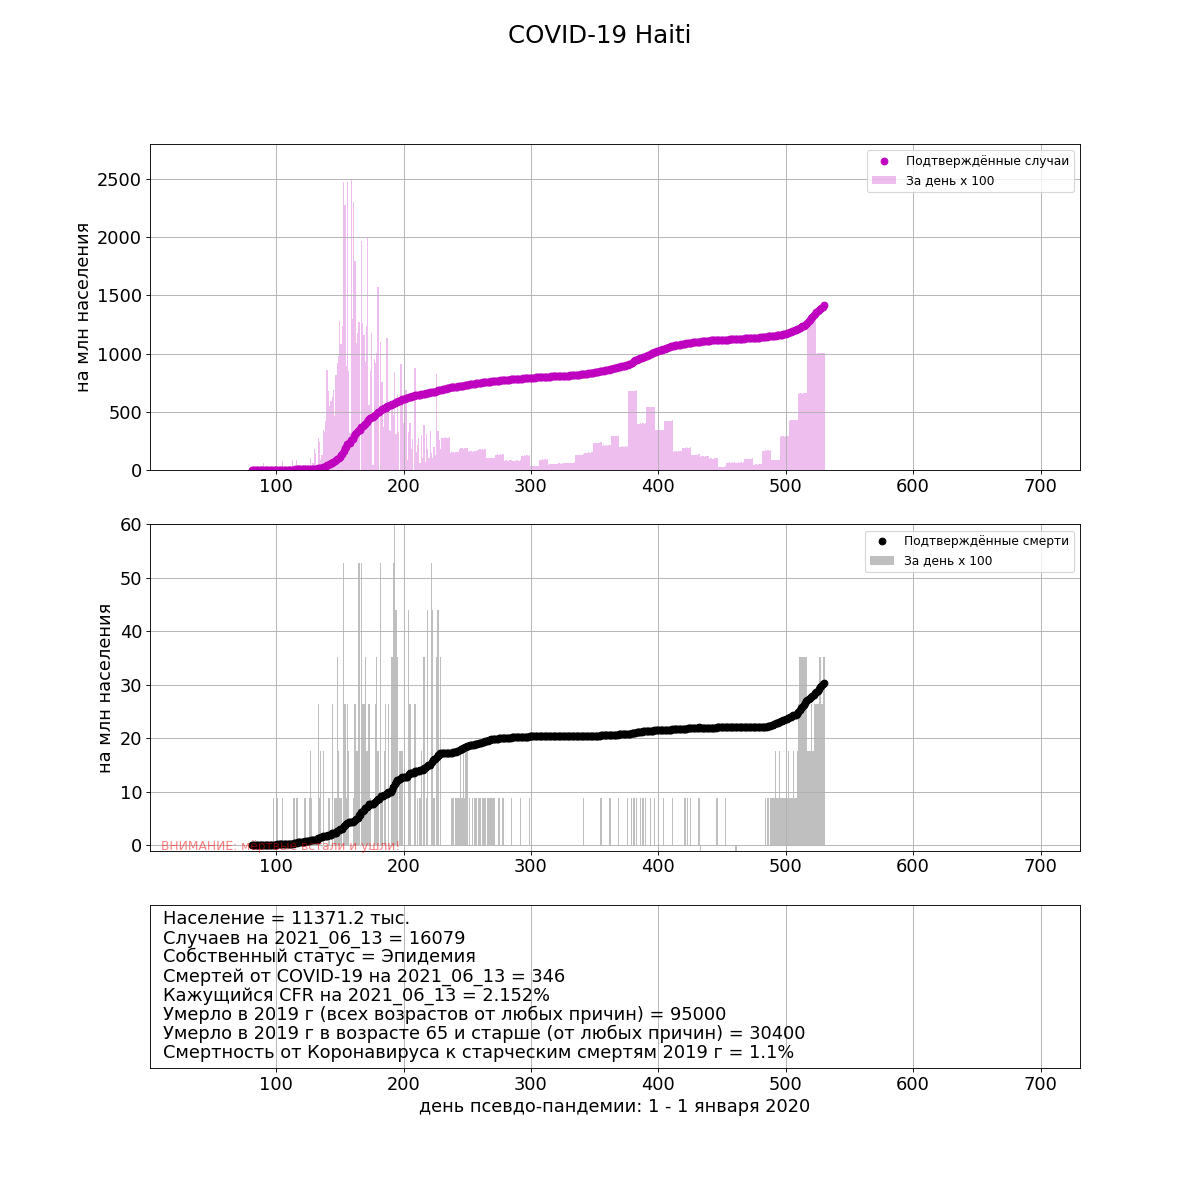 COVID-19 Haiti
на млн населения
2500
2000
1500
1000
500
0
Подтверждённые случаи
За день x 100
100 200 300 400 500 600 700
на млн населения
60
50
40
30
20
10
0
Подтверждённые смерти
За день x 100
ВНИМАНИЕ: встали и ушли!
100 200 300 400 500 600 700
Население = 11371.2 тыс.
Случаев на 2021_06_13 = 16079
Собственный статус = Эпидемия
Смертей от COVID-19 на 2021_06_13 = 346
Кажущийся CFR на 2021_06_13 = 2.152%
Умерло в 2019 г (всех возрастов от любых причин) = 95000
Умерло в 2019 г в возрасте 65 и старше (от любых причин) = 30400
Смертность от Коронавируса к старческим смертям 2019 г = 1.1%
100 200 300 400 500 600 700
день псевдо-пандемии: 1 - 1 января 2020